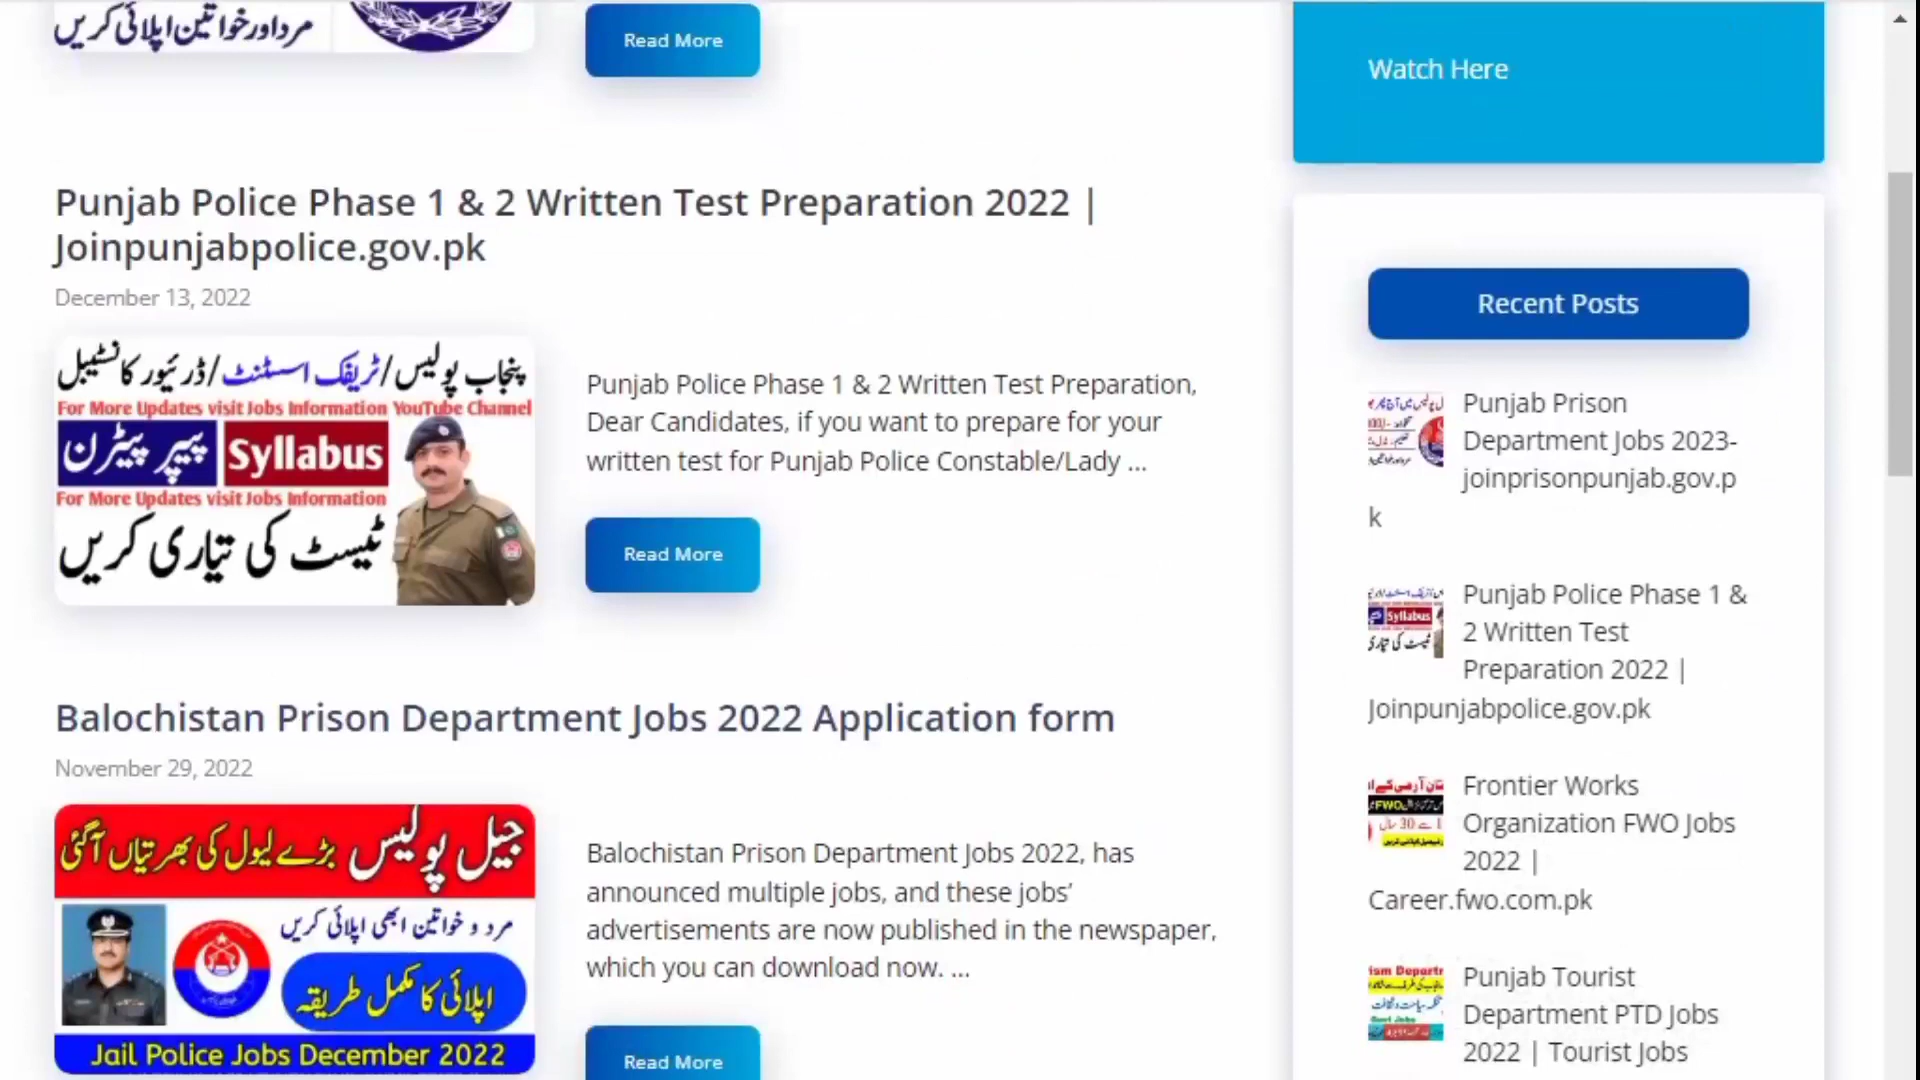 مرد اور خواتین اپلائی کریں
Read More
Watch Here
Punjab Police Phase 1 & 2 Written Test Preparation 2022 |
Joinpunjabpolice.gov.pk
December 13, 2022
پنجاب پولیس/ٹریفک اسسٹنٹ/ڈرئیور کانسٹیبل
For More Updates visit Jobs Information YouTube Channel
پیپر پیٹرن Syllabus
For More Updates visit Jobs Information
ٹیسٹ کی تیاری کریں
Punjab Police Phase 1 & 2 Written Test Preparation,
Dear Candidates, if you want to prepare for your
written test for Punjab Police Constable/Lady ...
Read More
Balochistan Prison Department Jobs 2022 Application form
November 29, 2022
جیل پولیس بڑے لیول کی بھرتیاں آگئی
مرد و خواتین ابھی اپلائی کریں
اپلائی کا مکمل طریقہ
Jail Police Jobs December 2022
Balochistan Prison Department Jobs 2022, has
announced multiple jobs, and these jobs’
advertisements are now published in the newspaper,
which you can download now. ...
Read More
Recent Posts
Punjab Prison
Department Jobs 2023-
joinprisonpunjab.gov.p
k
Syllabus
ٹیسٹ کی تیاری
Punjab Police Phase 1 &
2 Written Test
Preparation 2022 |
Joinpunjabpolice.gov.pk
FWO
Frontier Works
Organization FWO Jobs
2022 |
Career.fwo.com.pk
Punjab Tourist
Department PTD Jobs
2022 | Tourist Jobs